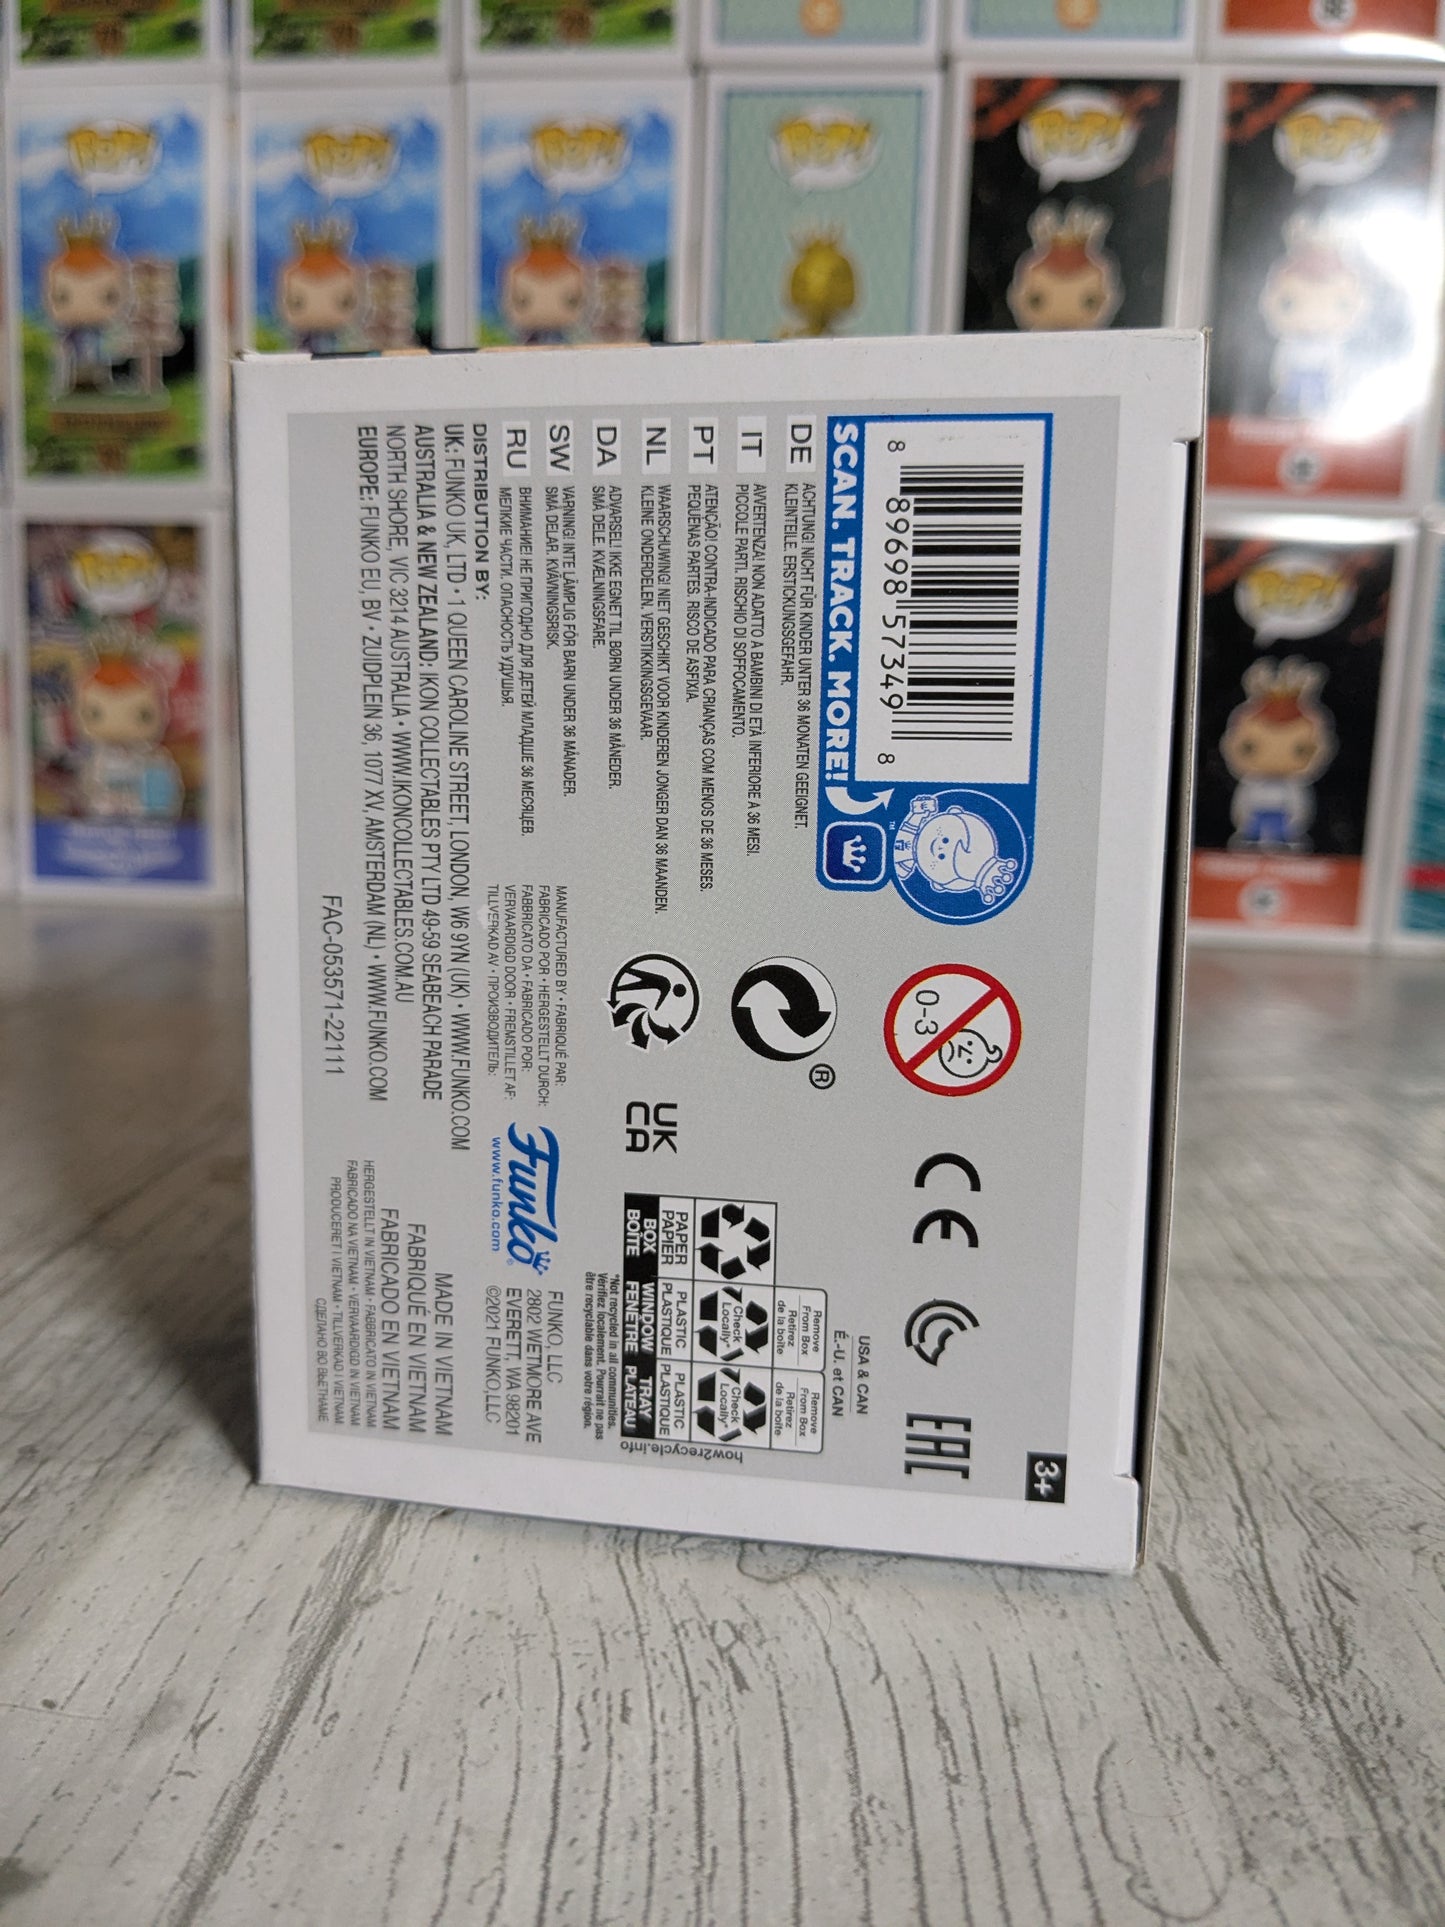 8 89698 57349 8
SCAN. TRACK. MORE!
™
DE ACHTUNG! NICHT FÜR KINDER UNTER 36 MONATEN GEEIGNET.
KLEINTEILE. ERSTICKUNGSGEFAHR.
IT AVVERTENZA! NON ADATTO A BAMBINI DI ETÀ INFERIORE A 36 MESI.
PICCOLE PARTI. RISCHIO DI SOFFOCAMENTO.
PT ATENÇÃO! CONTRA-INDICADO PARA CRIANÇAS COM MENOS DE 36 MESES.
PEQUENAS PARTES. RISCO DE ASFIXIA.
NL WAARSCHUWING! NIET GESCHIKT VOOR KINDEREN JONGER DAN 36 MAANDEN.
KLEINE ONDERDELEN. VERSTIKKINGSGEVAAR.
DA ADVARSEL! IKKE EGNET TIL BØRN UNDER 36 MÅNEDER.
SMÅ DELE. KVÆLNINGSFARE.
SW VARNING! INTE LÄMPLIG FÖR BARN UNDER 36 MÅNADER.
SMÅ DELAR. KVÄVNINGSRISK.
RU ВНИМАНИЕ! НЕ ПРИГОДНО ДЛЯ ДЕТЕЙ МЛАДШЕ 36 МЕСЯЦЕВ.
МЕЛКИЕ ЧАСТИ. ОПАСНОСТЬ УДУШЬЯ.
DISTRIBUTION BY:
UK: FUNKO UK, LTD • 1 QUEEN CAROLINE STREET, LONDON, W6 9YN (UK) • WWW.FUNKO.COM
AUSTRALIA & NEW ZEALAND: IKON COLLECTABLES PTY LTD 49-59 SEABEACH PARADE
NORTH SHORE, VIC 3214 AUSTRALIA • WWW.IKONCOLLECTABLES.COM.AU
EUROPE: FUNKO EU, BV • ZUIDPLEIN 36, 1077 XV, AMSTERDAM (NL) • WWW.FUNKO.COM
FAC-053571-22111
0-3
CE
EAC
3+
®
UK
CA
USA & CAN
É.-U. et CAN
Remove
From Box
Retirez
de la boîte
Remove
From Box
Retirez
de la boîte
Check
Locally*
Check
Locally*
PAPER
PAPIER
PLASTIC
PLASTIQUE
PLASTIC
PLASTIQUE
BOX
BOÎTE
WINDOW
FENÊTRE
TRAY
PLATEAU
how2recycle.info
*Not recycled in all communities.
Vérifiez localement. Pourrait ne pas
être recyclable dans votre région.
MANUFACTURED BY • FABRIQUÉ PAR:
FABRICADO POR • HERGESTELLT DURCH:
FABBRICATO DA • FABRICADO POR:
VERVAARDIGD DOOR • FREMSTILLET AF:
TILLVERKAD AV • ПРОИЗВОДИТЕЛЬ:
Funko
www.funko.com
FUNKO, LLC
2802 WETMORE AVE
EVERETT, WA 98201
©2021 FUNKO, LLC
MADE IN VIETNAM
FABRIQUÉ EN VIETNAM
FABRICADO EN VIETNAM
HERGESTELLT IN VIETNAM • FABBRICATO IN VIETNAM
FABRICADO NA VIETNAM • VERVAARDIGD IN VIETNAM
PRODUCERET I VIETNAM • TILLVERKAD I VIETNAM
СДЕЛАНО ВО ВЬЕТНАМЕ
POP!
POP!
POP!
POP!
POP!
POP!
POP!
POP!